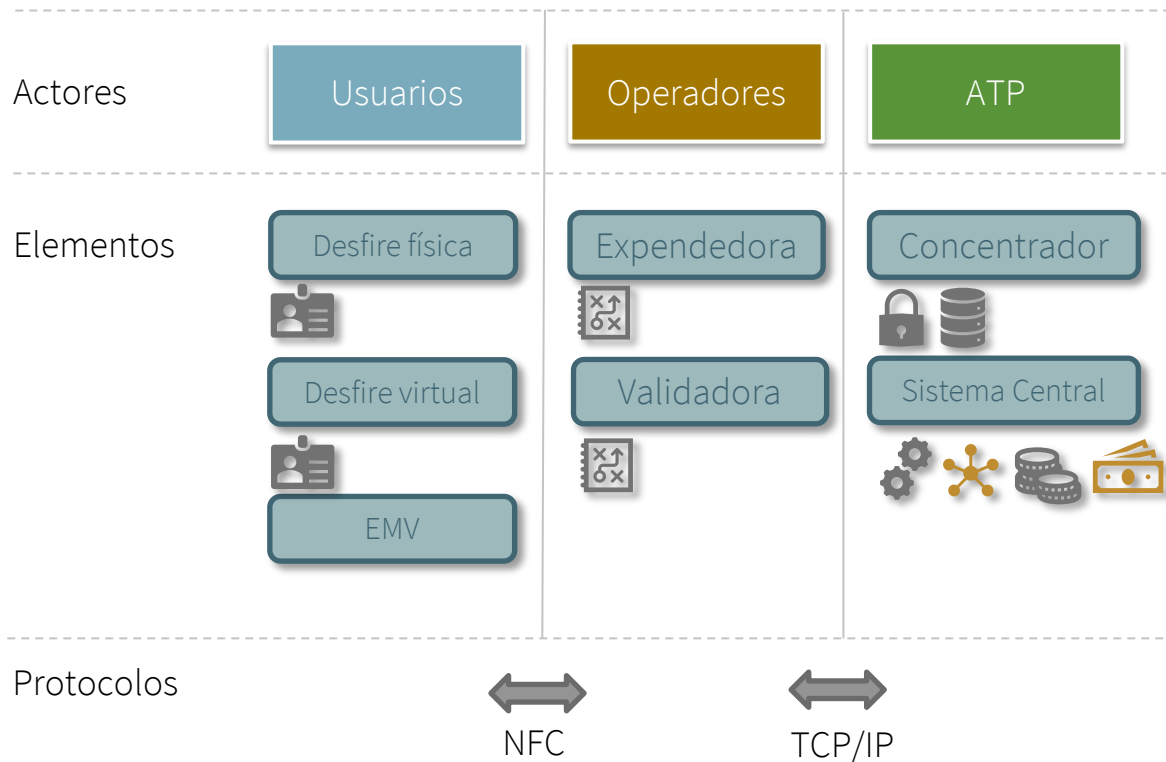 Actores
Usuarios
Operadores
ATP
Elementos
Desfire física
Expendedora
Concentrador
Desfire virtual
Validadora
Sistema Central
EMV
Protocolos
NFC
TCP/IP